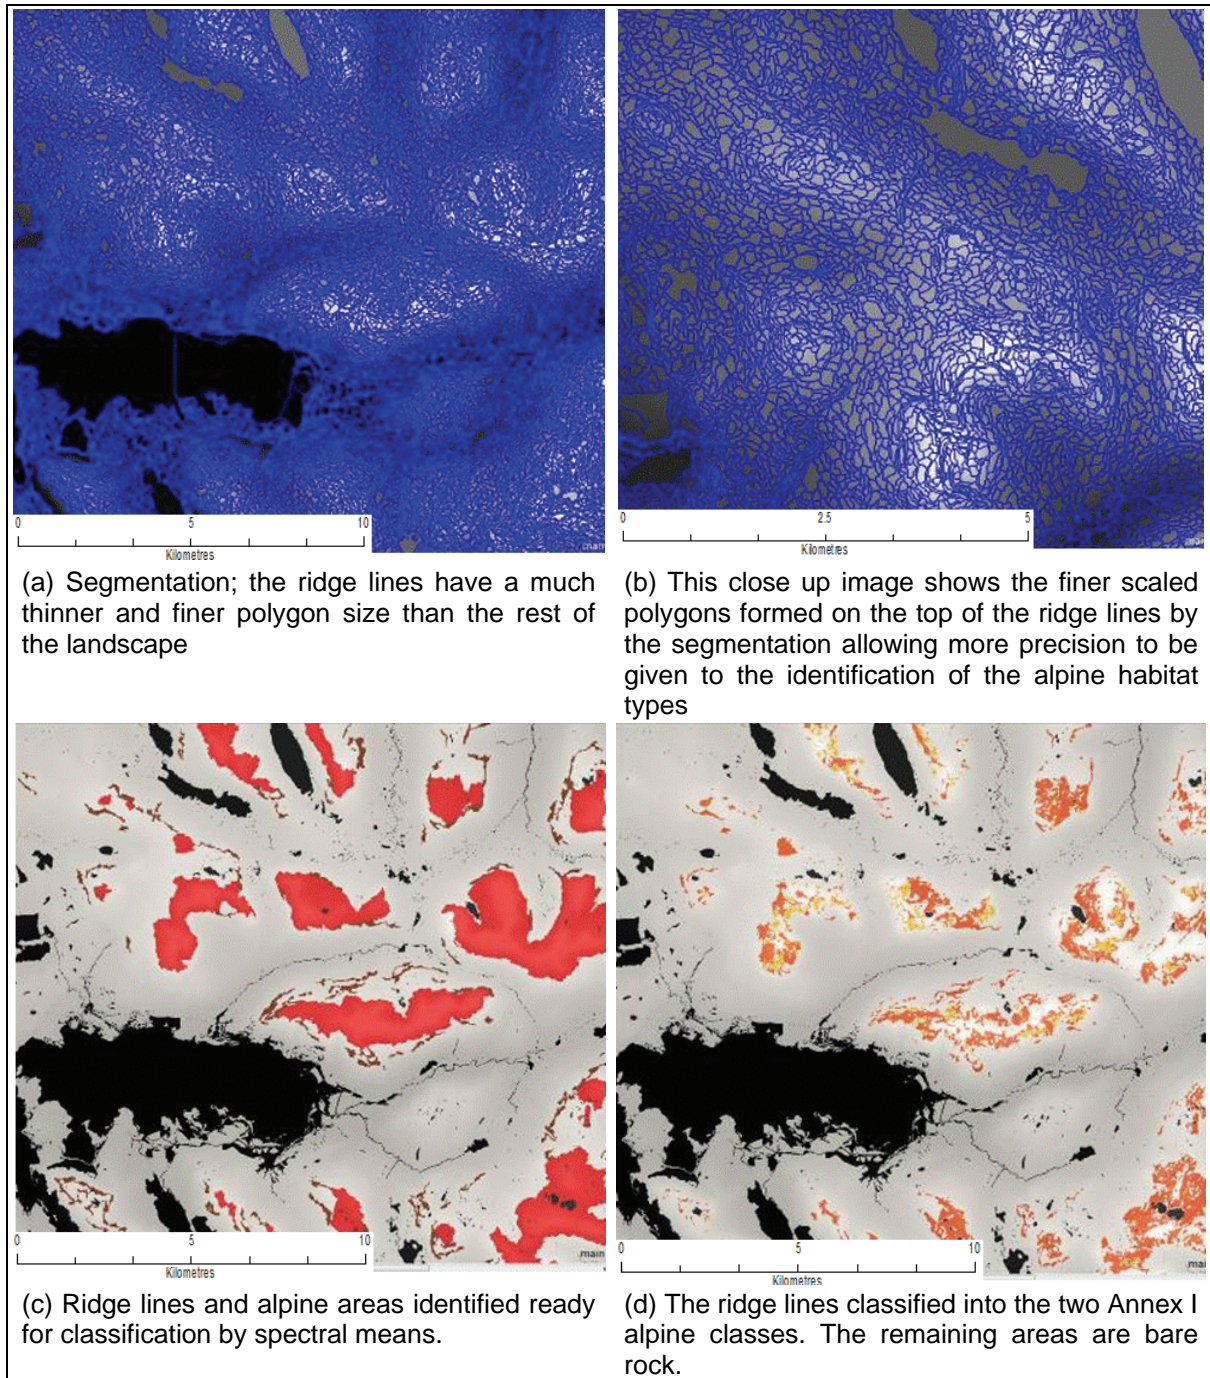 0 5 10
Kilometres
main
(a) Segmentation; the ridge lines have a much
thinner and finer polygon size than the rest of
the landscape
0 2.5 5
Kilometres
main
(b) This close up image shows the finer scaled
polygons formed on the top of the ridge lines by
the segmentation allowing more precision to be
given to the identification of the alpine habitat
types
0 5 10
Kilometres
main
(c) Ridge lines and alpine areas identified ready
for classification by spectral means.
0 5 10
Kilometres
mai
(d) The ridge lines classified into the two Annex I
alpine classes. The remaining areas are bare
rock.